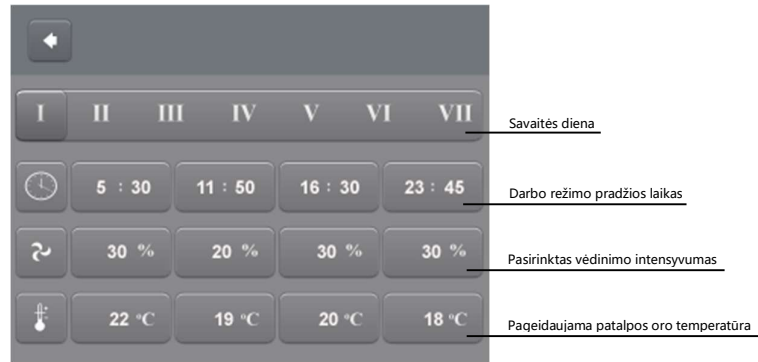 I II III IV V VI VII
Savaitės diena
5 : 30 11 : 50 16 : 30 23 : 45
Darbo režimo pradžios laikas
30 % 20 % 30 % 30 %
Pasirinktas vėdinimo intensyvumas
22 °C 19 °C 20 °C 18 °C
Pageidaujama patalpos oro temperatūra